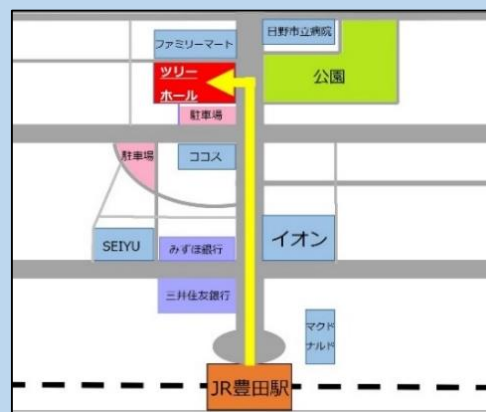 ファミリーマート
日野市立病院
ツリー
ホール
公園
駐車場
駐車場
ココス
SEIYU
みずほ銀行
イオン
三井住友銀行
マクド
ナルド
JR豊田駅